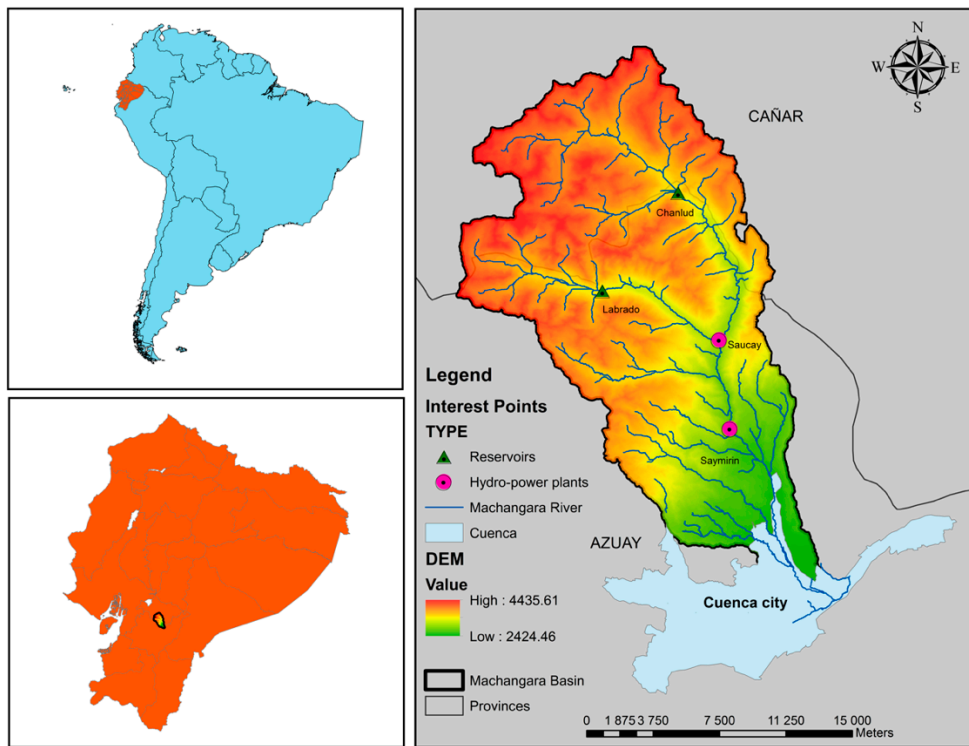 N
W E
S
CAÑAR
Chanlud
Labrado
Saucay
Saymirin
AZUAY
Cuenca city
Legend
Interest Points
TYPE
Reservoirs
Hydro-power plants
Machangara River
Cuenca
DEM
Value
High : 4435.61
Low : 2424.46
Machangara Basin
Provinces
0 1 875 3 750 7 500 11 250 15 000
Meters